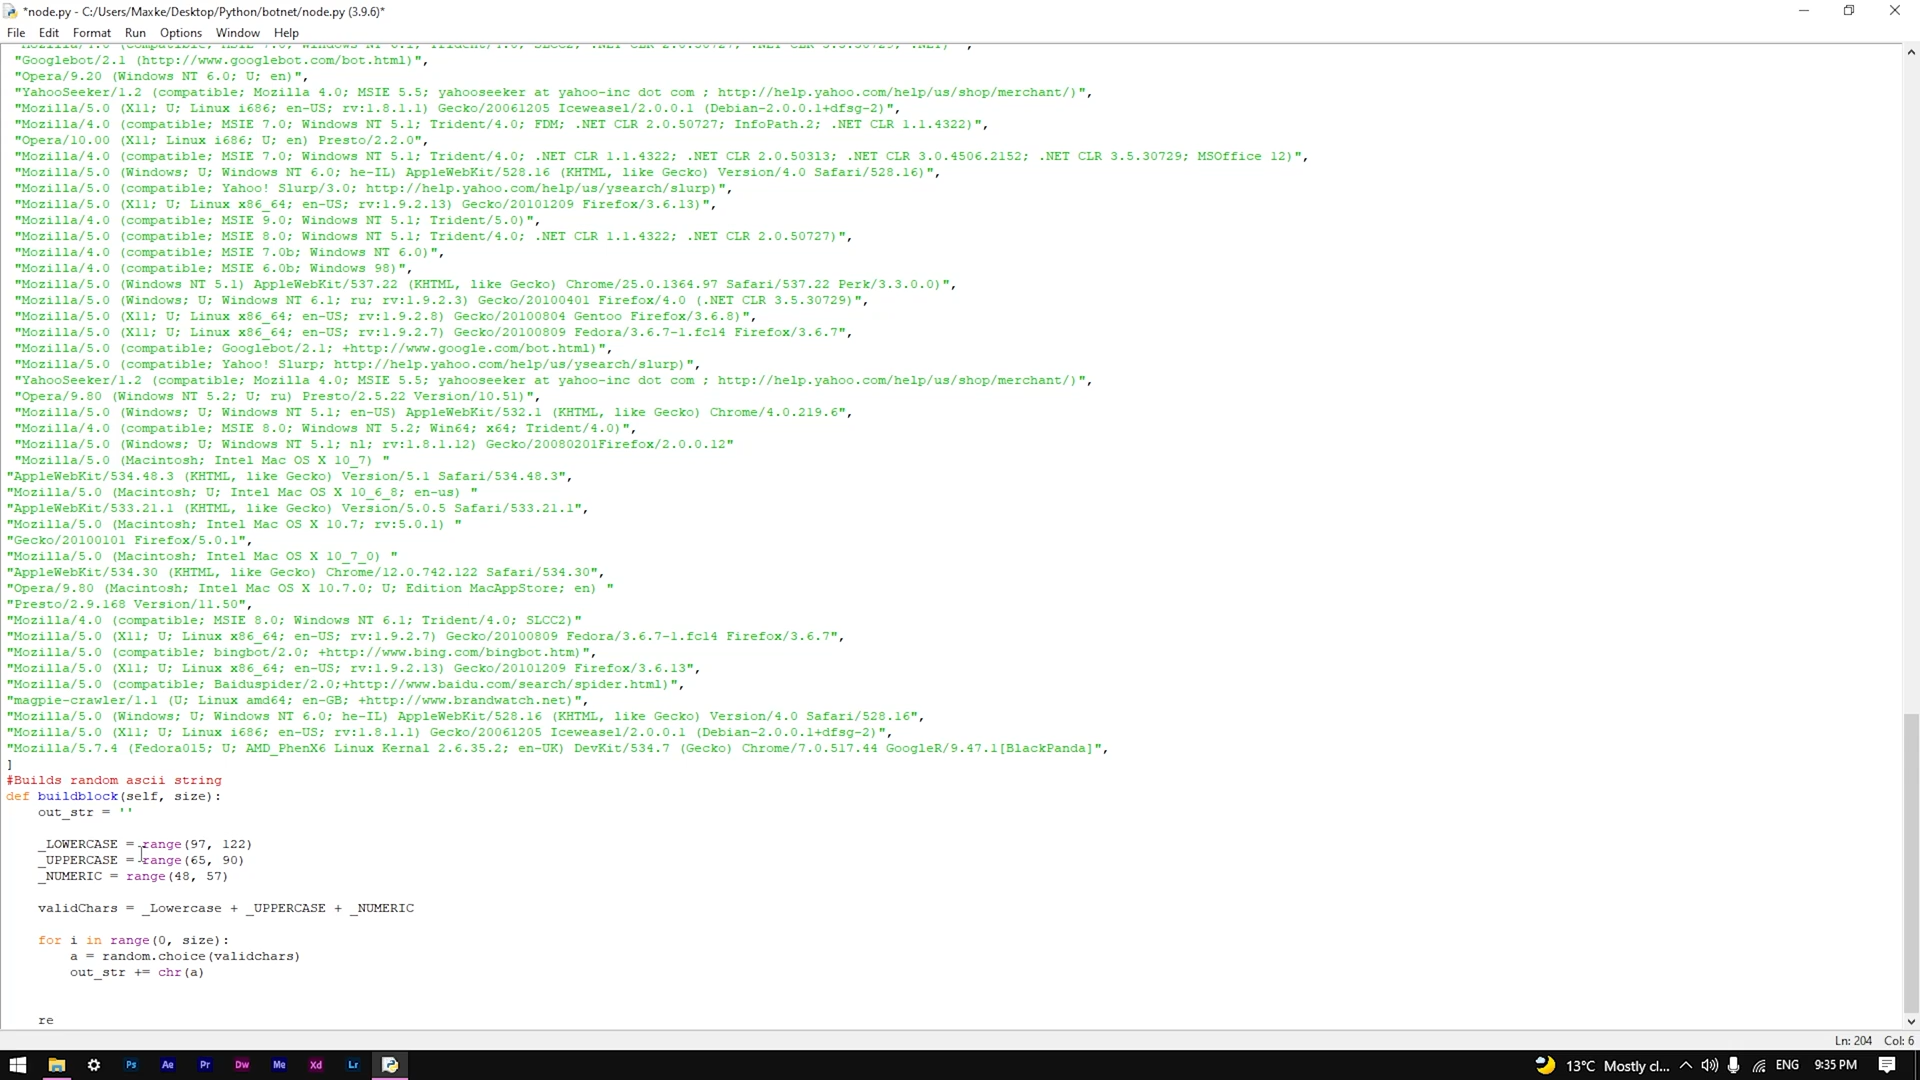 *node.py - C:/Users/Maxke/Desktop/Python/botnet/node.py (3.9.6)*
File Edit Format Run Options Window Help
"Googlebot/2.1 (http://www.googlebot.com/bot.html)",
"Opera/9.20 (Windows NT 6.0; U; en)",
"YahooSeeker/1.2 (compatible; Mozilla 4.0; MSIE 5.5; yahooseeker at yahoo-inc dot com ; http://help.yahoo.com/help/us/shop/merchant/)",
"Mozilla/5.0 (X11; U; Linux i686; en-US; rv:1.8.1.1) Gecko/20061205 Iceweasel/2.0.0.1 (Debian-2.0.0.1+dfsg-2)",
"Mozilla/4.0 (compatible; MSIE 7.0; Windows NT 5.1; Trident/4.0; FDM; .NET CLR 2.0.50727; InfoPath.2; .NET CLR 1.1.4322)",
"Opera/10.00 (X11; Linux i686; U; en) Presto/2.2.0",
"Mozilla/4.0 (compatible; MSIE 7.0; Windows NT 5.1; Trident/4.0; .NET CLR 1.1.4322; .NET CLR 2.0.50313; .NET CLR 3.0.4506.2152; .NET CLR 3.5.30729; MSOffice 12)",
"Mozilla/5.0 (Windows; U; Windows NT 6.0; he-IL) AppleWebKit/528.16 (KHTML, like Gecko) Version/4.0 Safari/528.16)",
"Mozilla/5.0 (compatible; Yahoo! Slurp/3.0; http://help.yahoo.com/help/us/ysearch/slurp)",
"Mozilla/5.0 (X11; U; Linux x86_64; en-US; rv:1.9.2.13) Gecko/20101209 Firefox/3.6.13)",
"Mozilla/4.0 (compatible; MSIE 9.0; Windows NT 5.1; Trident/5.0)",
"Mozilla/5.0 (compatible; MSIE 8.0; Windows NT 5.1; Trident/4.0; .NET CLR 1.1.4322; .NET CLR 2.0.50727)",
"Mozilla/4.0 (compatible; MSIE 7.0b; Windows NT 6.0)",
"Mozilla/4.0 (compatible; MSIE 6.0b; Windows 98)",
"Mozilla/5.0 (Windows NT 5.1) AppleWebKit/537.22 (KHTML, like Gecko) Chrome/25.0.1364.97 Safari/537.22 Perk/3.3.0.0)",
"Mozilla/5.0 (Windows; U; Windows NT 6.1; ru; rv:1.9.2.3) Gecko/20100401 Firefox/4.0 (.NET CLR 3.5.30729)",
"Mozilla/5.0 (X11; U; Linux x86_64; en-US; rv:1.9.2.8) Gecko/20100804 Gentoo Firefox/3.6.8)",
"Mozilla/5.0 (X11; U; Linux x86_64; en-US; rv:1.9.2.7) Gecko/20100809 Fedora/3.6.7-1.fc14 Firefox/3.6.7",
"Mozilla/5.0 (compatible; Googlebot/2.1; +http://www.google.com/bot.html)",
"Mozilla/5.0 (compatible; Yahoo! Slurp; http://help.yahoo.com/help/us/ysearch/slurp)",
"YahooSeeker/1.2 (compatible; Mozilla 4.0; MSIE 5.5; yahooseeker at yahoo-inc dot com ; http://help.yahoo.com/help/us/shop/merchant/)",
"Opera/9.80 (Windows NT 5.2; U; ru) Presto/2.5.22 Version/10.51)",
"Mozilla/5.0 (Windows; U; Windows NT 5.1; en-US) AppleWebKit/532.1 (KHTML, like Gecko) Chrome/4.0.219.6",
"Mozilla/4.0 (compatible; MSIE 8.0; Windows NT 5.2; Win64; x64; Trident/4.0)",
"Mozilla/5.0 (Windows; U; Windows NT 5.1; nl; rv:1.8.1.12) Gecko/20080201Firefox/2.0.0.12"
"Mozilla/5.0 (Macintosh; Intel Mac OS X 10_7) "
"AppleWebKit/534.48.3 (KHTML, like Gecko) Version/5.1 Safari/534.48.3",
"Mozilla/5.0 (Macintosh; U; Intel Mac OS X 10_6_8; en-us) "
"AppleWebKit/533.21.1 (KHTML, like Gecko) Version/5.0.5 Safari/533.21.1",
"Mozilla/5.0 (Macintosh; Intel Mac OS X 10.7; rv:5.0.1) "
"Gecko/20100101 Firefox/5.0.1",
"Mozilla/5.0 (Macintosh; Intel Mac OS X 10_7_0) "
"AppleWebKit/534.30 (KHTML, like Gecko) Chrome/12.0.742.122 Safari/534.30",
"Opera/9.80 (Macintosh; Intel Mac OS X 10.7.0; U; Edition MacAppStore; en) "
"Presto/2.9.168 Version/11.50",
"Mozilla/4.0 (compatible; MSIE 8.0; Windows NT 6.1; Trident/4.0; SLCC2)"
"Mozilla/5.0 (X11; U; Linux x86_64; en-US; rv:1.9.2.7) Gecko/20100809 Fedora/3.6.7-1.fc14 Firefox/3.6.7",
"Mozilla/5.0 (compatible; bingbot/2.0; +http://www.bing.com/bingbot.htm)",
"Mozilla/5.0 (X11; U; Linux x86_64; en-US; rv:1.9.2.13) Gecko/20101209 Firefox/3.6.13",
"Mozilla/5.0 (compatible; Baiduspider/2.0;+http://www.baidu.com/search/spider.html)",
"magpie-crawler/1.1 (U; Linux amd64; en-GB; +http://www.brandwatch.net)",
"Mozilla/5.0 (Windows; U; Windows NT 6.0; he-IL) AppleWebKit/528.16 (KHTML, like Gecko) Version/4.0 Safari/528.16",
"Mozilla/5.0 (X11; U; Linux i686; en-US; rv:1.8.1.1) Gecko/20061205 Iceweasel/2.0.0.1 (Debian-2.0.0.1+dfsg-2)",
"Mozilla/5.7.4 (Fedora015; U; AMD_PhenX6 Linux Kernal 2.6.35.2; en-UK) DevKit/534.7 (Gecko) Chrome/7.0.517.44 GoogleR/9.47.1[BlackPanda]",
]
#Builds random ascii string
def buildblock(self, size):
out_str = ''
_LOWERCASE = range(97, 122)
_UPPERCASE = range(65, 90)
_NUMERIC = range(48, 57)
validChars = _Lowercase + _UPPERCASE + _NUMERIC
for i in range(0, size):
a = random.choice(validchars)
out_str += chr(a)
re
Ln: 204 Col: 6
Ps Ae Pr Dw Me Xd Lr 13°C Mostly cl... ENG 9:35 PM